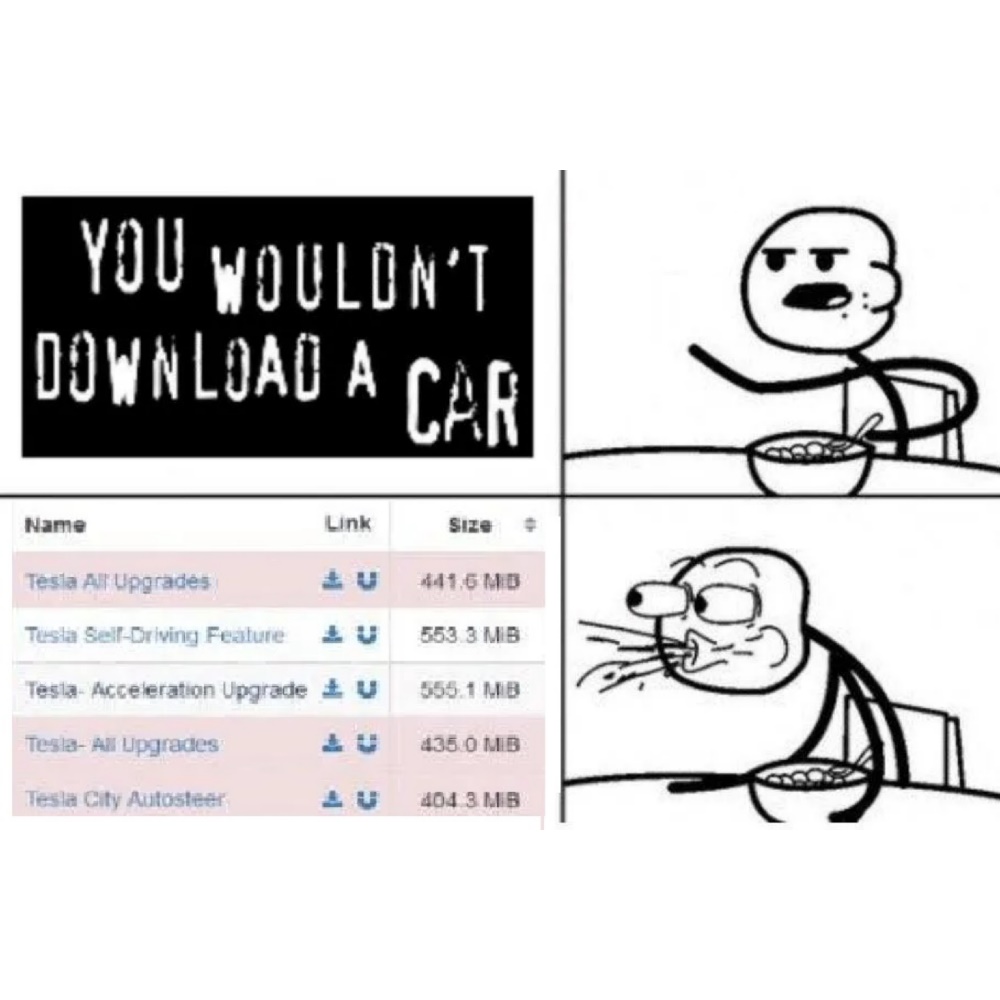 YOU WOULDN'T
DOWNLOAD A CAR
Name Link Size
Tesla All Upgrades 441.6 MiB
Tesla Self-Driving Feature 553.3 MiB
Tesla- Acceleration Upgrade 555.1 MiB
Tesla- All Upgrades 435.0 MiB
Tesla City Autosteer 404.3 MiB